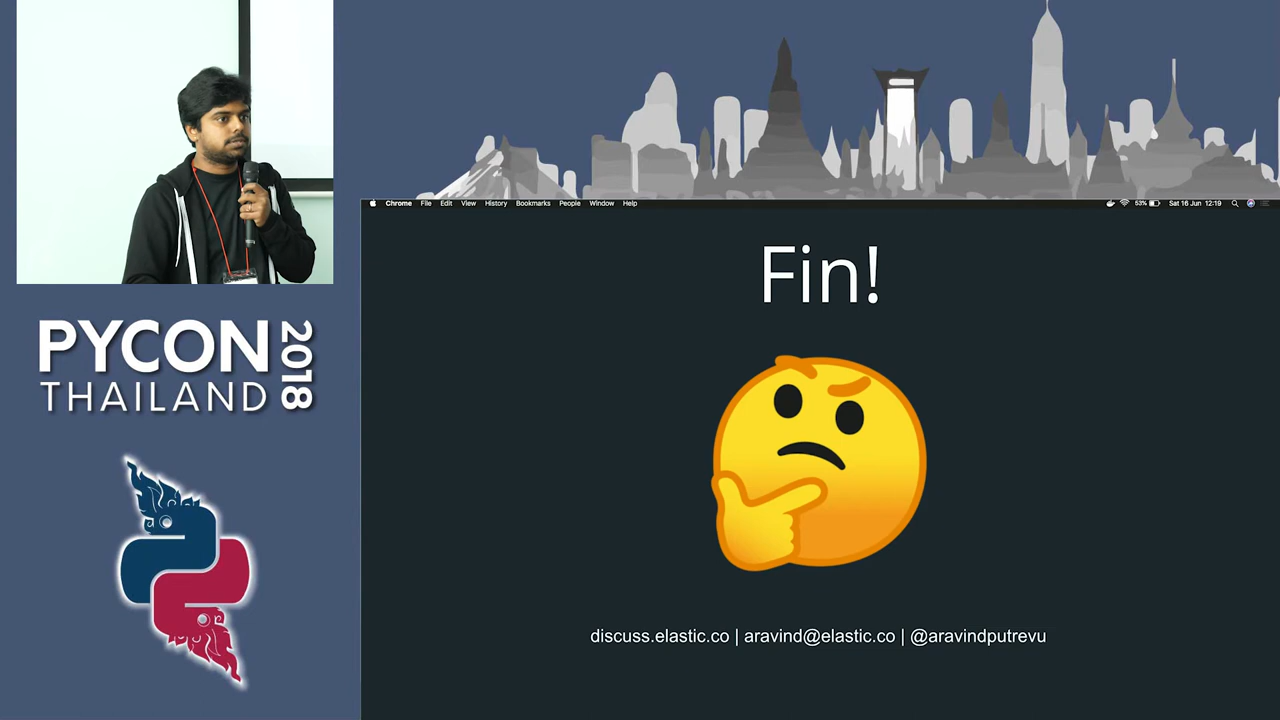 PYCON
THAILAND
2018
Chrome File Edit View History Bookmarks People Window Help
53% Sat 16 Jun 12:19
Fin!
discuss.elastic.co | aravind@elastic.co | @aravindputrevu